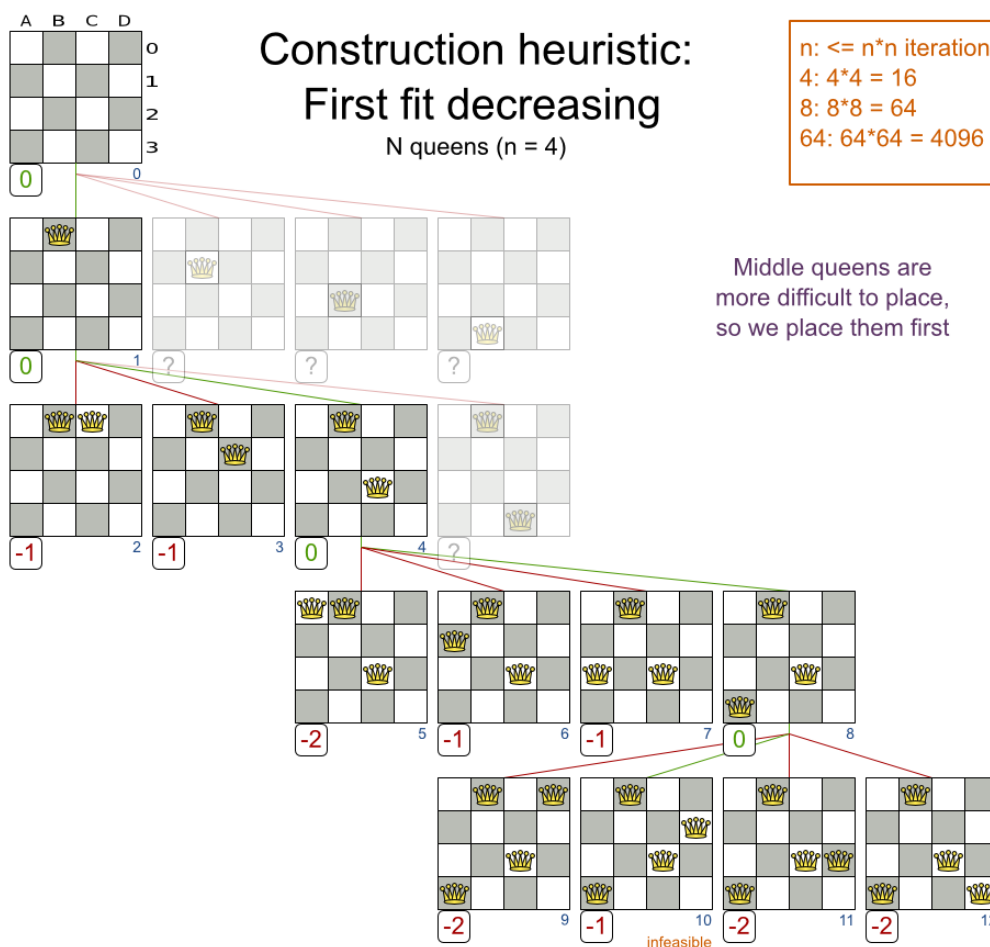 A B C D
0
1
2
3
Construction heuristic:
First fit decreasing
N queens (n = 4)
n: <= n*n iteration
4: 4*4 = 16
8: 8*8 = 64
64: 64*64 = 4096
0
0
Middle queens are
more difficult to place,
so we place them first
0
1
?
?
?
-1
2
-1
3
0
4
?
-2
5
-1
6
-1
7
0
8
-2
9
-1
10
infeasible
-2
11
-2